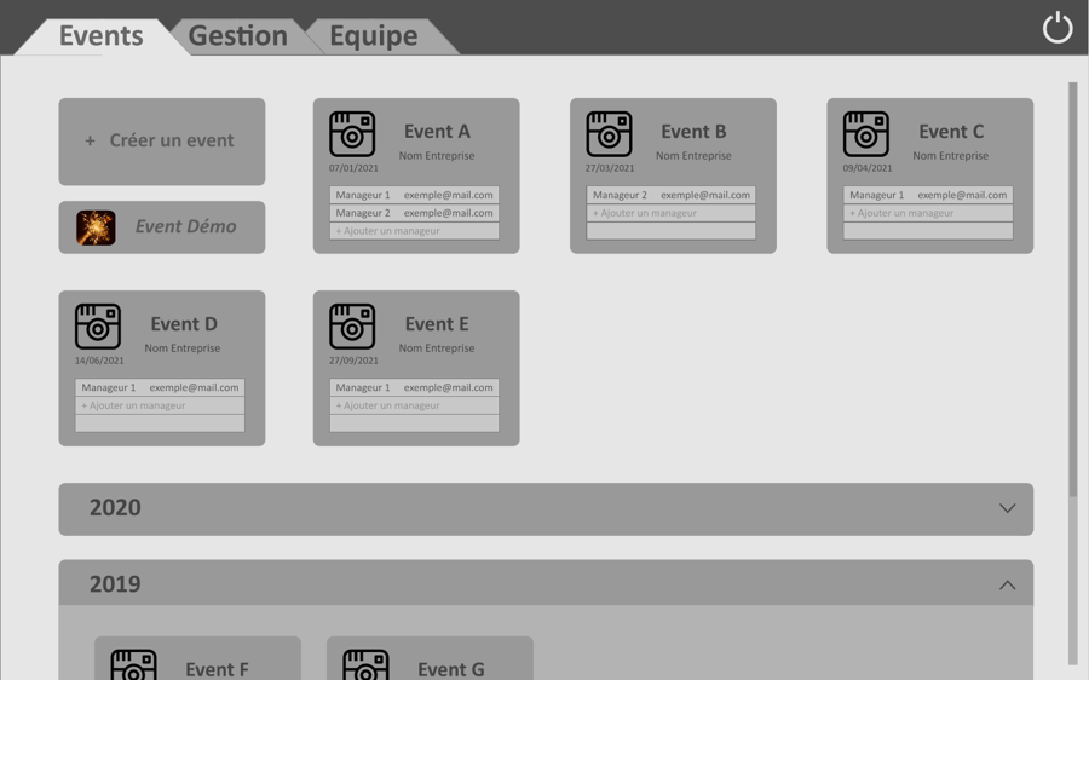 Events Gestion Equipe
+ Créer un event
Event Démo
Event A
Nom Entreprise
07/01/2021
Manageur 1 exemple@mail.com
Manageur 2 exemple@mail.com
+ Ajouter un manageur
Event B
Nom Entreprise
27/03/2021
Manageur 2 exemple@mail.com
+ Ajouter un manageur
Event C
Nom Entreprise
09/04/2021
Manageur 1 exemple@mail.com
+ Ajouter un manageur
Event D
Nom Entreprise
14/06/2021
Manageur 1 exemple@mail.com
+ Ajouter un manageur
Event E
Nom Entreprise
27/09/2021
Manageur 1 exemple@mail.com
+ Ajouter un manageur
2020
2019
Event F
Event G